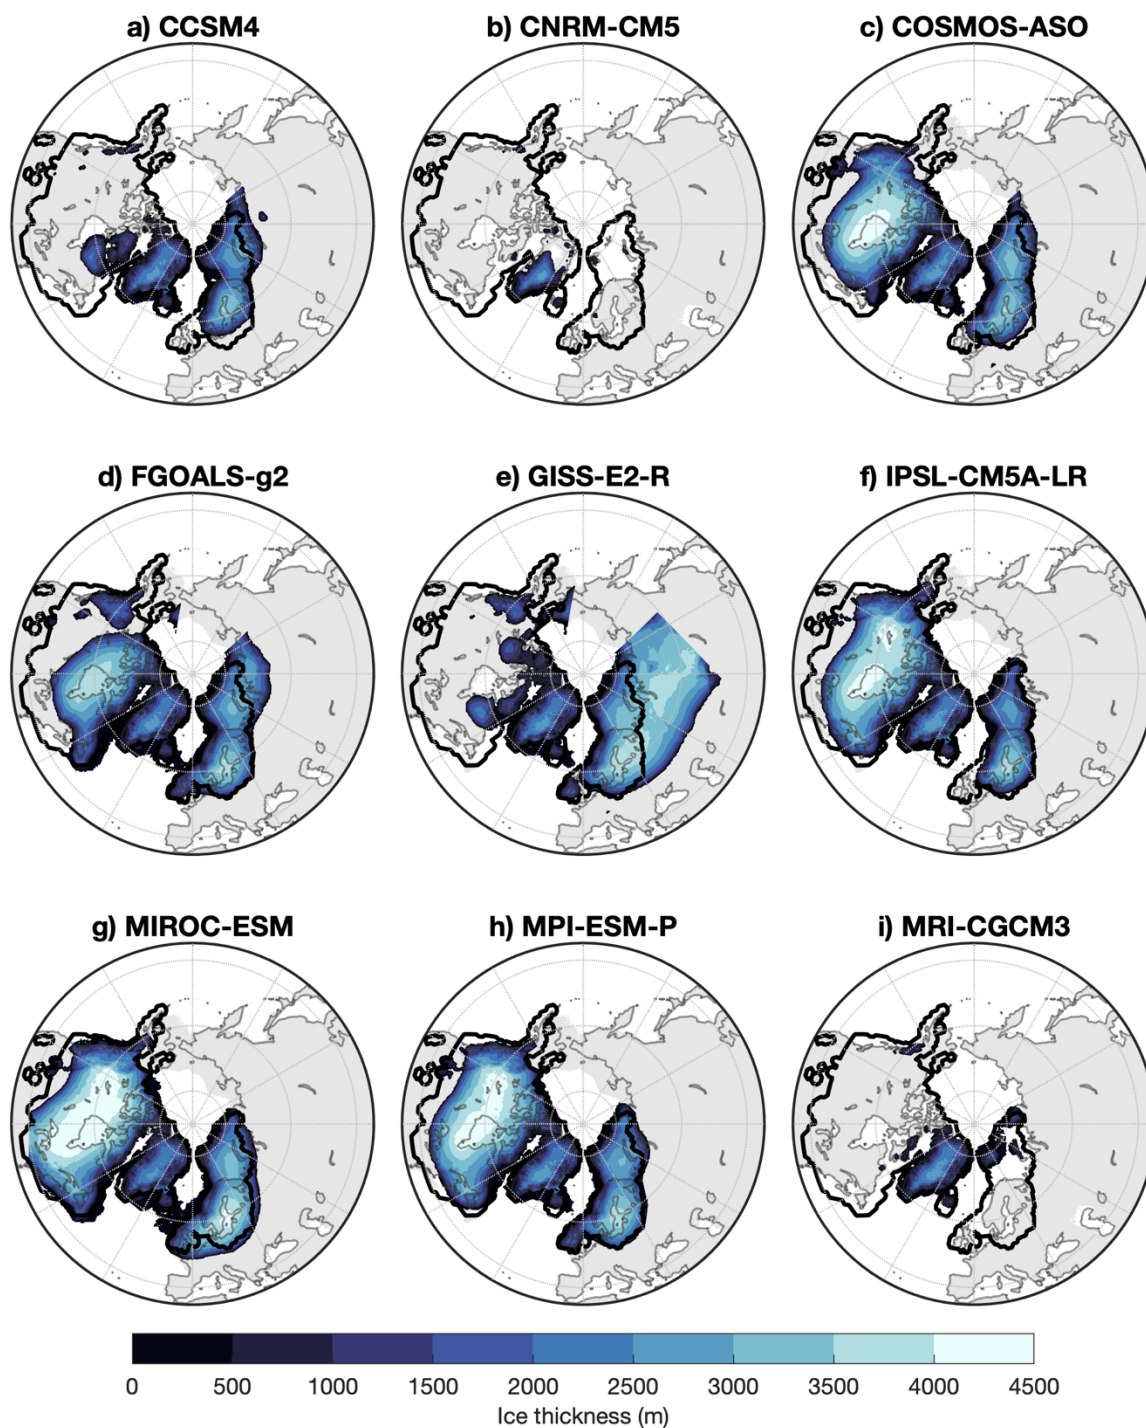 a) CCSM4
b) CNRM-CM5
c) COSMOS-ASO
d) FGOALS-g2
e) GISS-E2-R
f) IPSL-CM5A-LR
g) MIROC-ESM
h) MPI-ESM-P
i) MRI-CGCM3
0 500 1000 1500 2000 2500 3000 3500 4000 4500
Ice thickness (m)